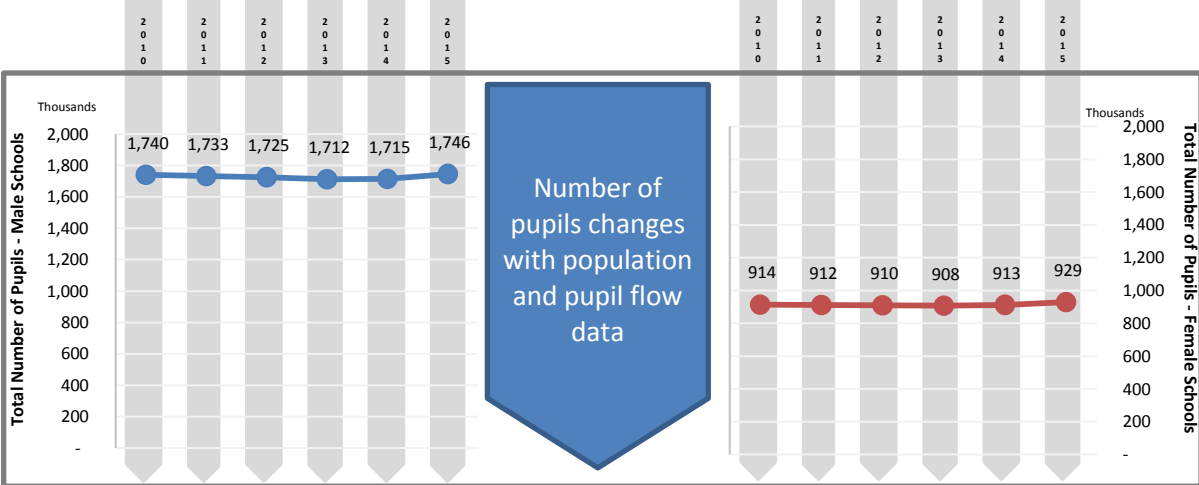 2010 2011 2012 2013 2014 2015
2010 2011 2012 2013 2014 2015
Total Number of Pupils - Male Schools
Thousands
2,000
1,800
1,600
1,400
1,200
1,000
800
600
400
200
-
1,740 1,733 1,725 1,712 1,715 1,746
Number of
pupils changes
with population
and pupil flow
data
914 912 910 908 913 929
Thousands
2,000
1,800
1,600
1,400
1,200
1,000
800
600
400
200
-
Total Number of Pupils - Female Schools